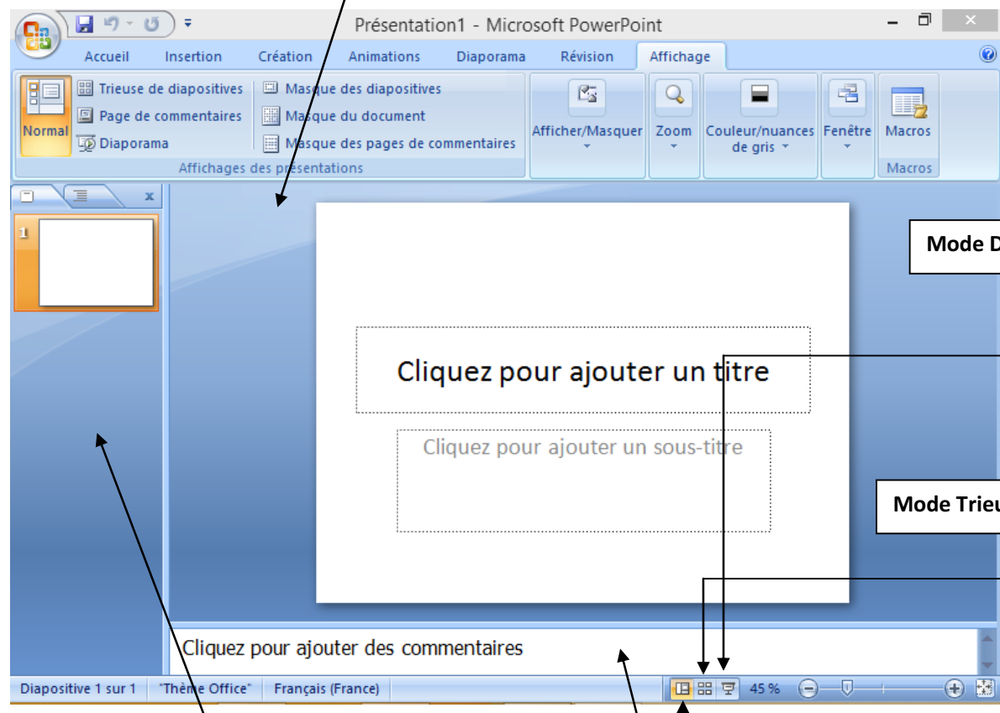 Présentation1 - Microsoft PowerPoint
Accueil Insertion Création Animations Diaporama Révision Affichage
Normal
Trieuse de diapositives
Page de commentaires
Diaporama
Masque des diapositives
Masque du document
Masque des pages de commentaires
Affichages des présentations
Afficher/Masquer
Zoom
Couleur/nuances
de gris
Fenêtre
Macros
Macros
1
Mode D
Cliquez pour ajouter un titre
Cliquez pour ajouter un sous-titre
Mode Trieu
Cliquez pour ajouter des commentaires
Diapositive 1 sur 1 "Thème Office" Français (France) 45 %